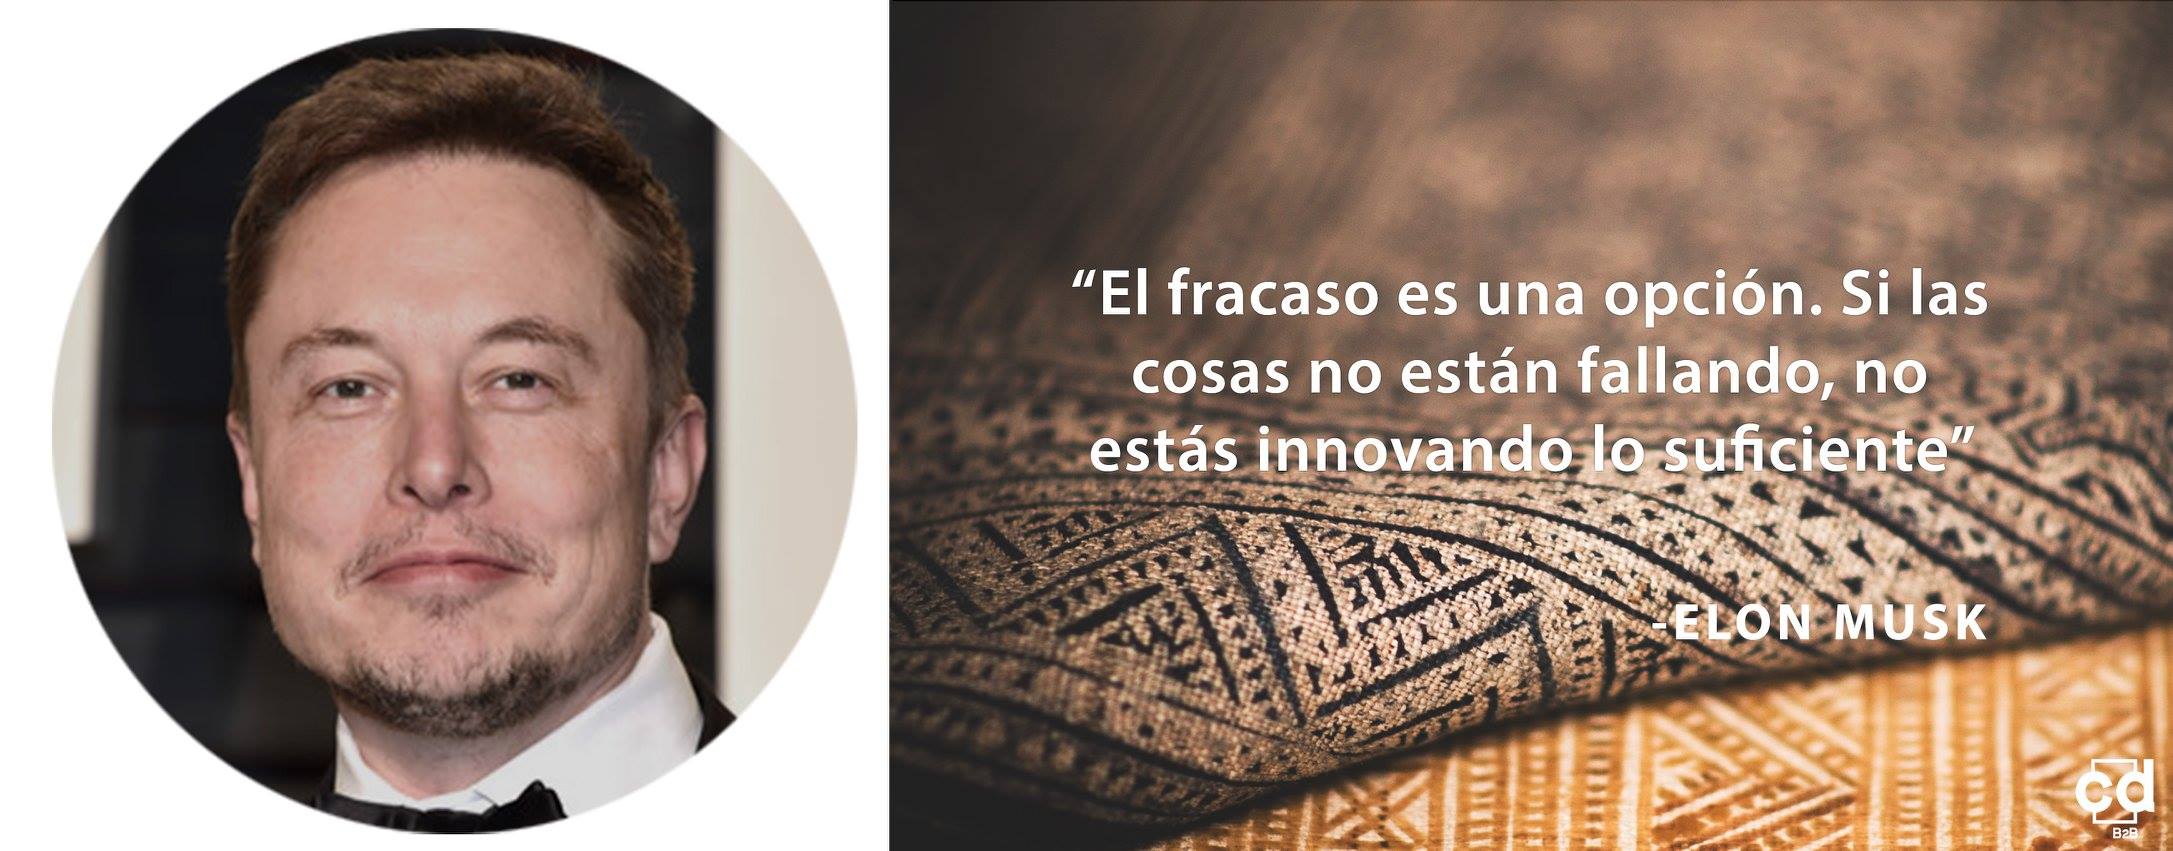 “El fracaso es una opción. Si las
cosas no están fallando, no
estás innovando lo suficiente”
-ELON MUSK
cd
B2B